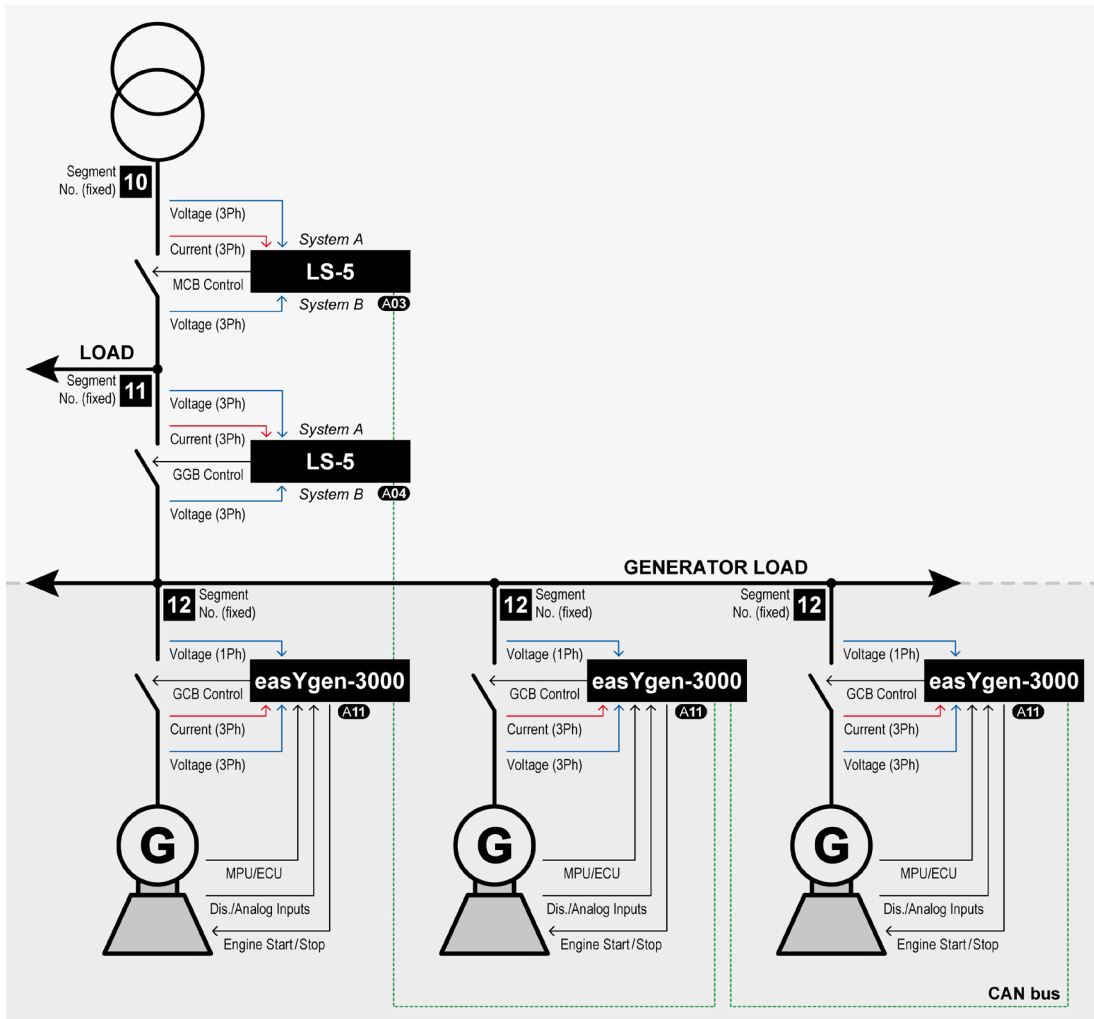 Segment
No. (fixed)
10
Voltage (3Ph)
Current (3Ph)
System A
LS-5
MCB Control
System B
A03
Voltage (3Ph)
LOAD
Segment
No. (fixed)
11
Voltage (3Ph)
Current (3Ph)
System A
LS-5
GGB Control
System B
A04
Voltage (3Ph)
GENERATOR LOAD
12
Segment
No. (fixed)
Voltage (1Ph)
easYgen-3000
GCB Control
A11
Current (3Ph)
Voltage (3Ph)
G
MPU/ECU
Dis./Analog Inputs
Engine Start/Stop
12
Segment
No. (fixed)
Voltage (1Ph)
easYgen-3000
GCB Control
A11
Current (3Ph)
Voltage (3Ph)
G
MPU/ECU
Dis./Analog Inputs
Engine Start/Stop
Segment
No. (fixed)
12
Voltage (1Ph)
easYgen-3000
GCB Control
A11
Current (3Ph)
Voltage (3Ph)
G
MPU/ECU
Dis./Analog Inputs
Engine Start/Stop
CAN bus